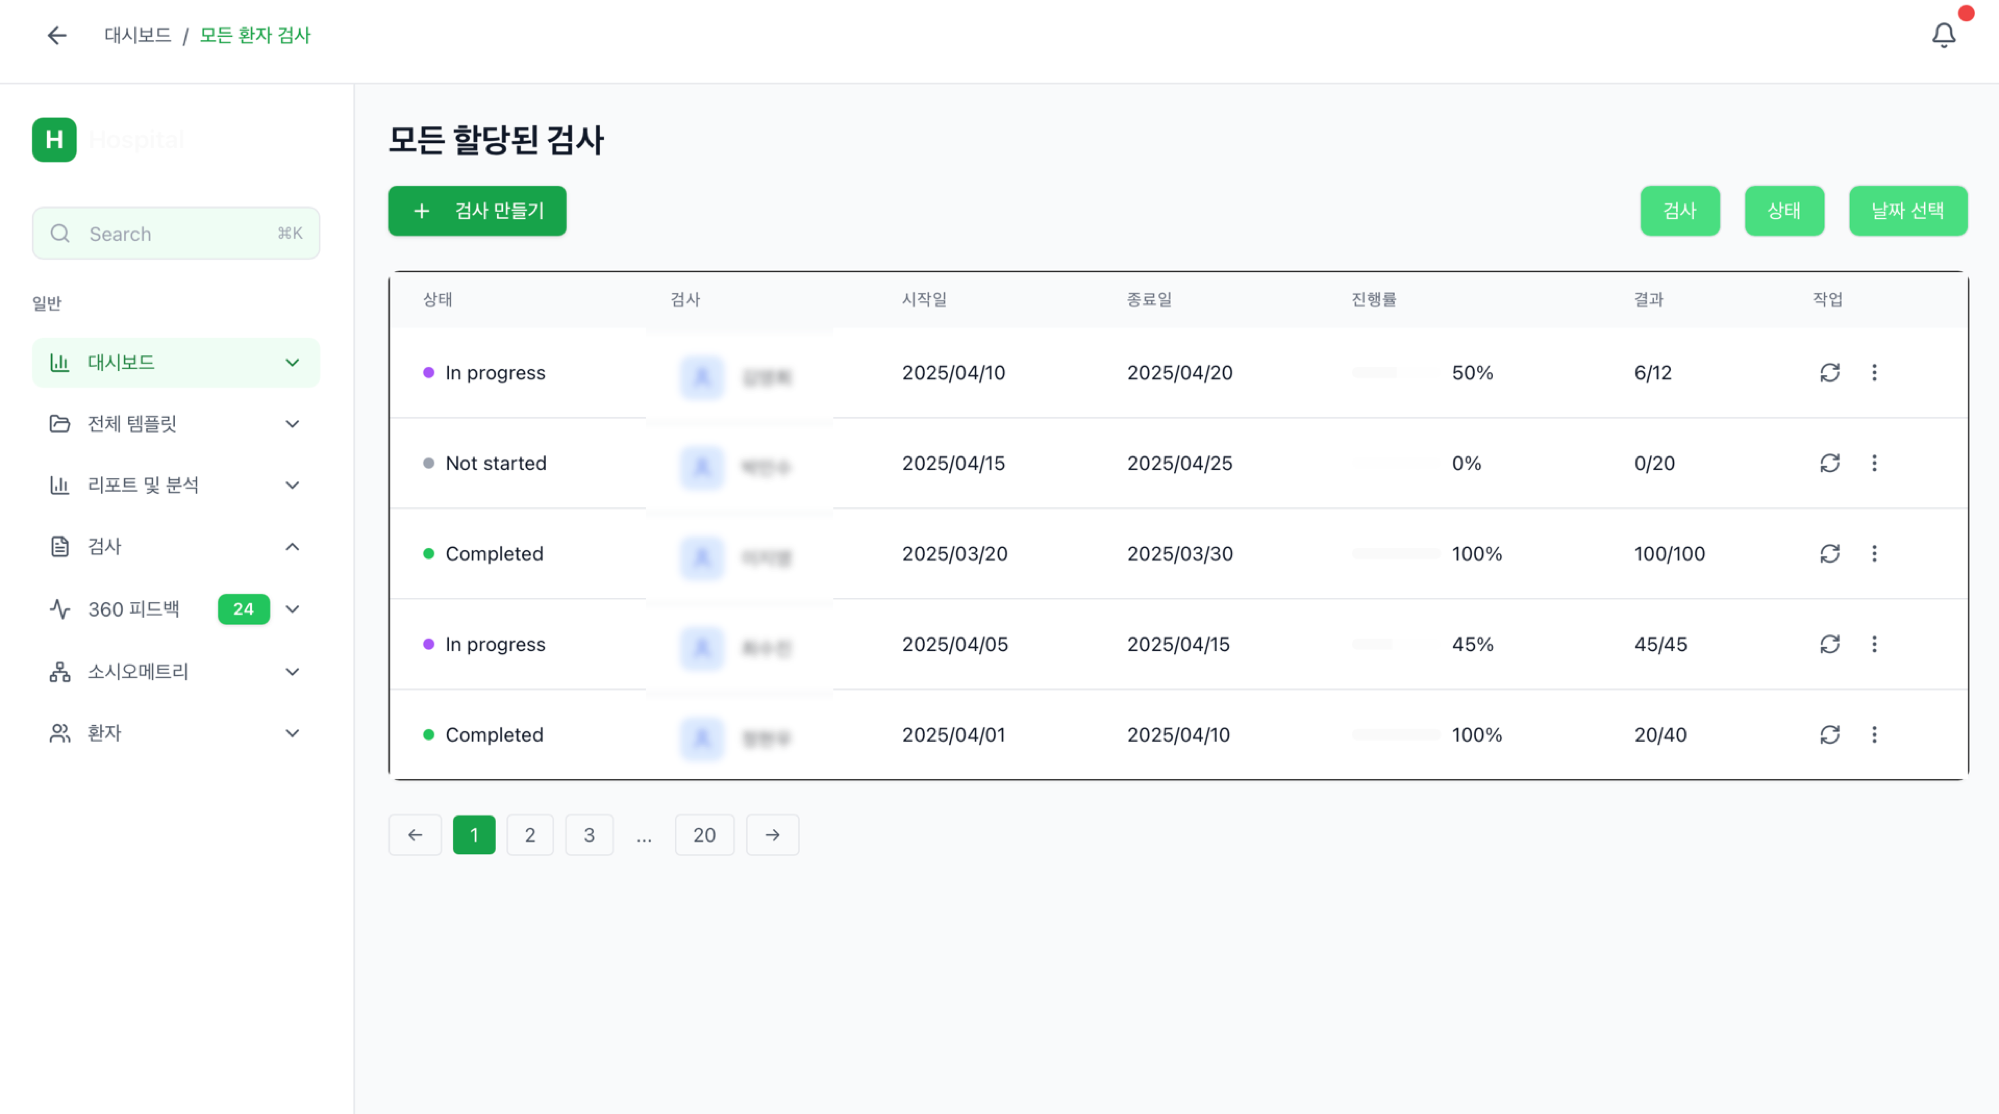 대시보드 / 모든 환자 검사
H Hospital
Search ⌘K
일반
대시보드
전체 템플릿
리포트 및 분석
검사
360 피드백 24
소시오메트리
환자
모든 할당된 검사
+ 검사 만들기
검사 상태 날짜 선택
상태 검사 시작일 종료일 진행률 결과 작업
In progress 2025/04/10 2025/04/20 50% 6/12
Not started 2025/04/15 2025/04/25 0% 0/20
Completed 2025/03/20 2025/03/30 100% 100/100
In progress 2025/04/05 2025/04/15 45% 45/45
Completed 2025/04/01 2025/04/10 100% 20/40
← 1 2 3 ... 20 →